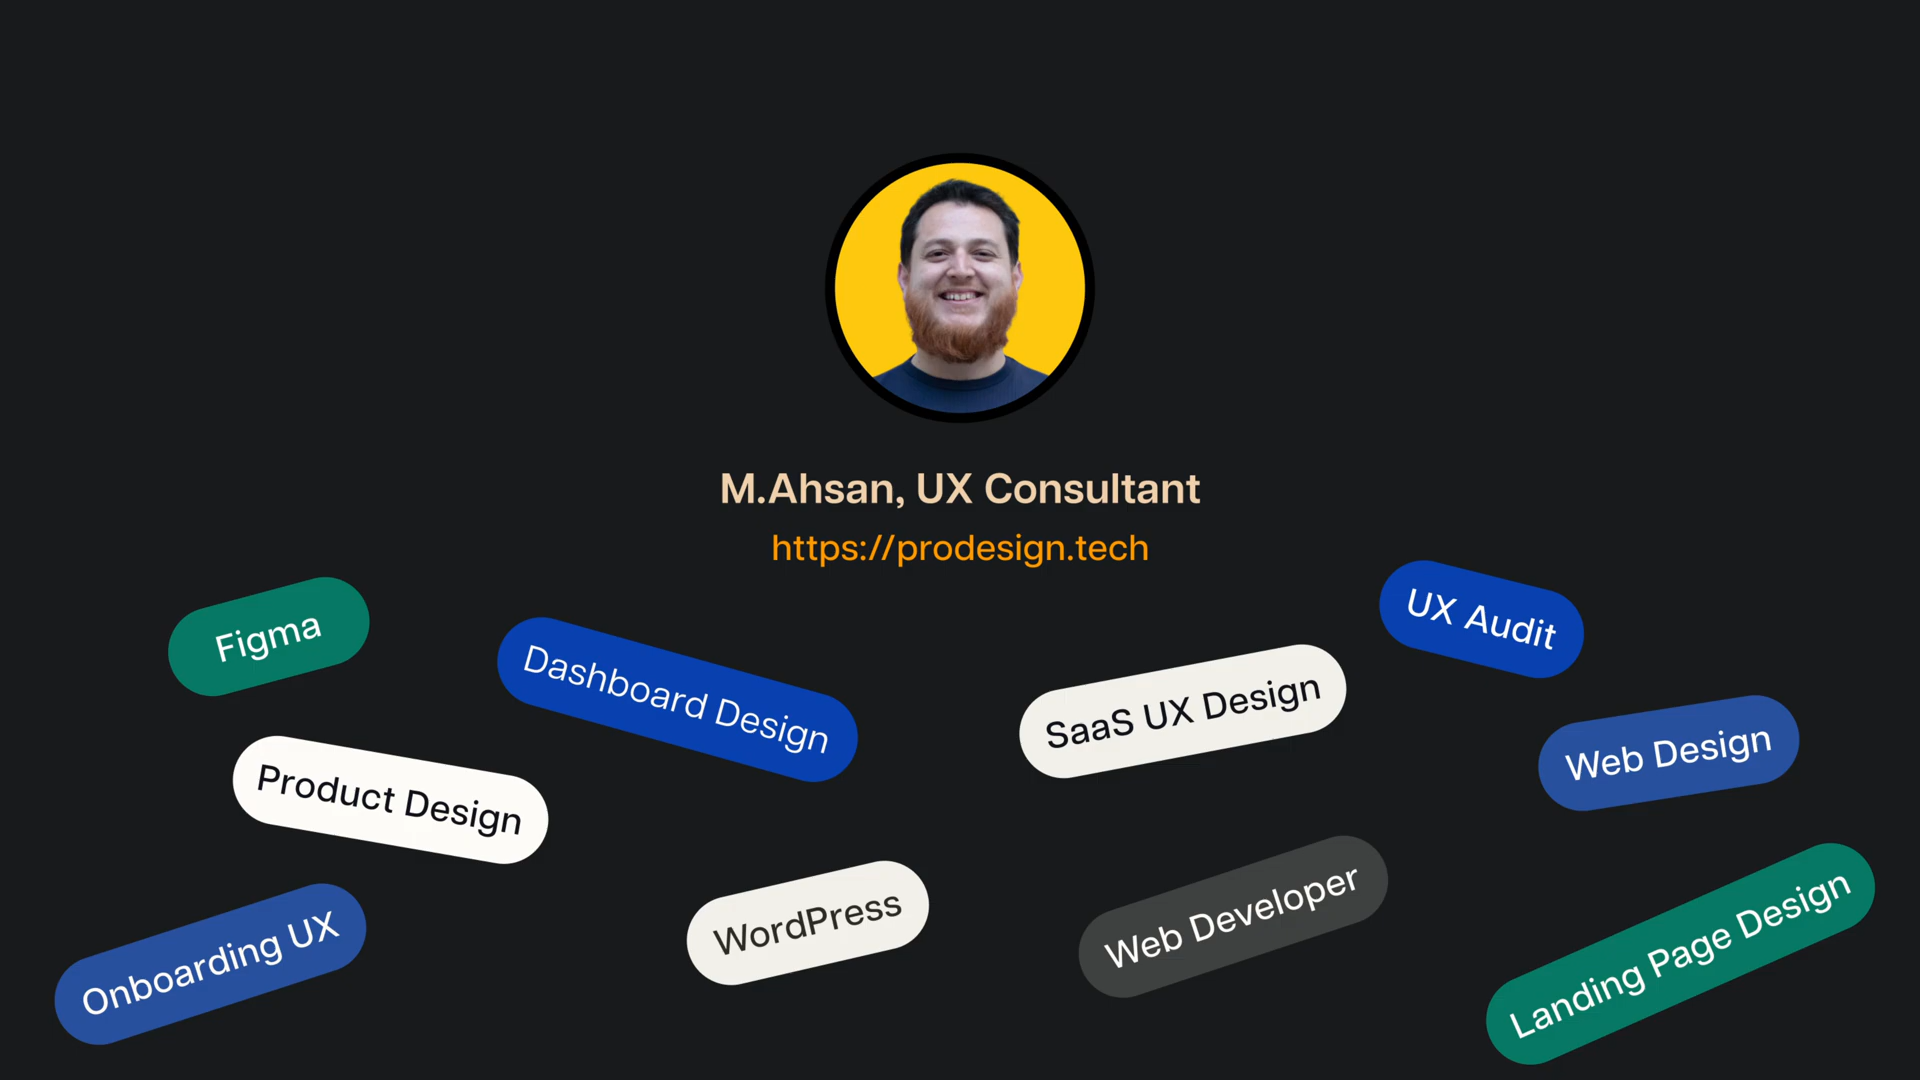 M.Ahsan, UX Consultant
https://prodesign.tech
Figma
Dashboard Design
UX Audit
SaaS UX Design
Web Design
Product Design
WordPress
Web Developer
Landing Page Design
Onboarding UX